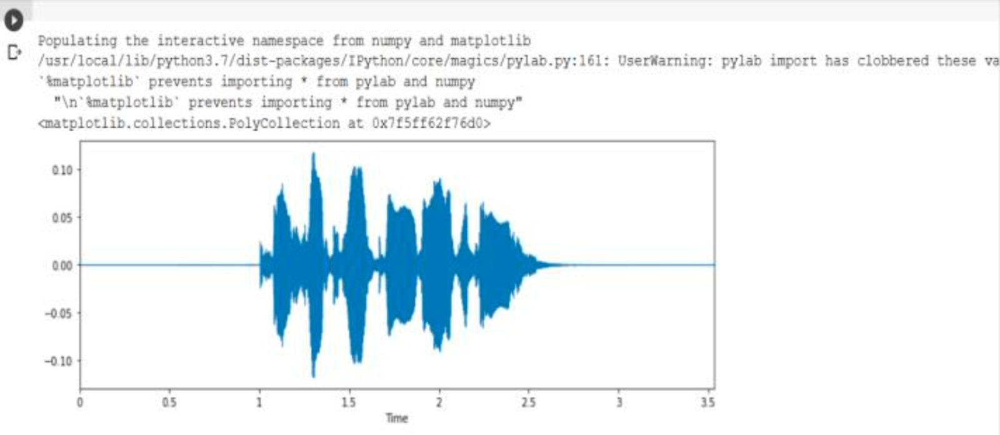 Populating the interactive namespace from numpy and matplotlib
/usr/local/lib/python3.7/dist-packages/IPython/core/magics/pylab.py:161: UserWarning: pylab import has clobbered these va
`%matplotlib` prevents importing * from pylab and numpy
"\n`%matplotlib` prevents importing * from pylab and numpy"
<matplotlib.collections.PolyCollection at 0x7f5ff62f76d0>
0.10
0.05
0.00
−0.05
−0.10
0 0.5 1 1.5 2 2.5 3 3.5
Time